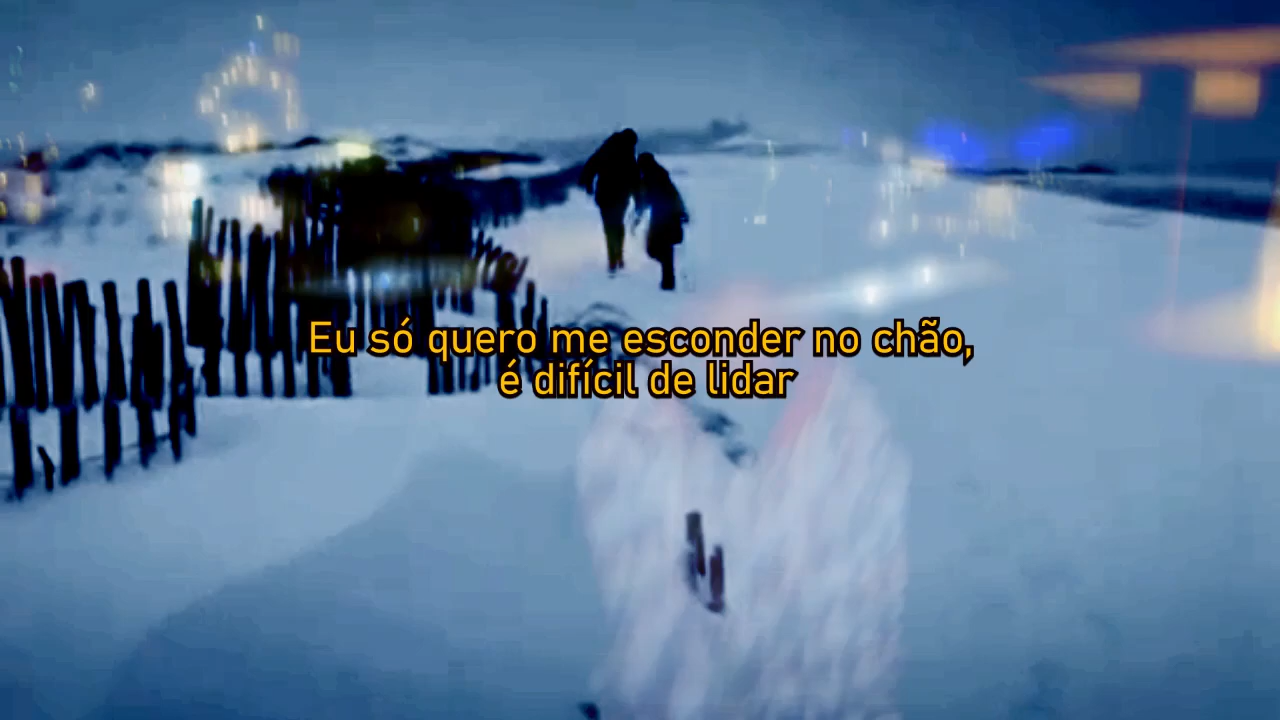 Eu só quero me esconder no chão,
é difícil de lidar